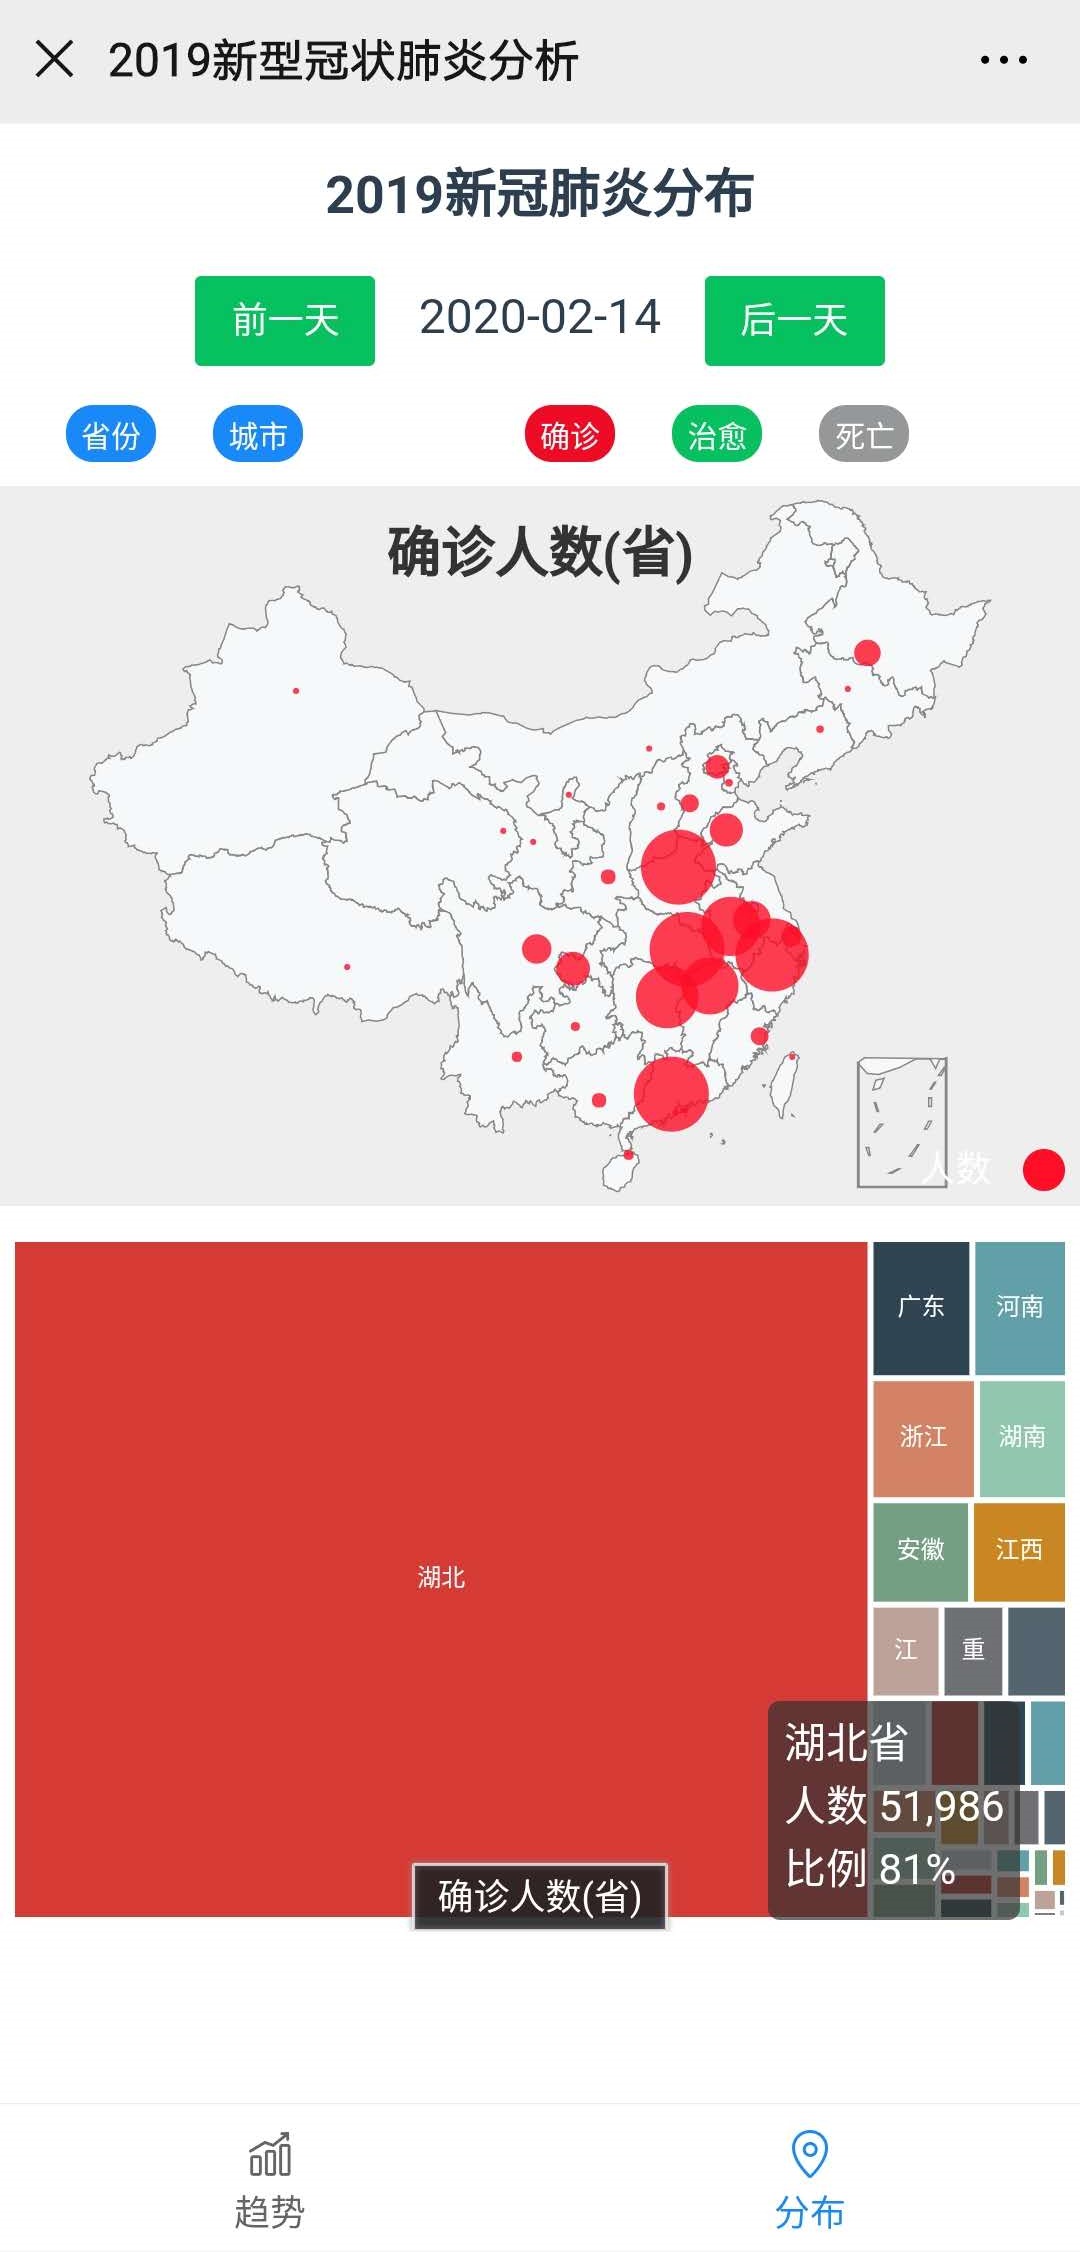 2019新型冠状肺炎分析
2019新冠肺炎分布
前一天 2020-02-14 后一天
省份 城市 确诊 治愈 死亡
确诊人数(省)
人数
广东 河南
浙江 湖南
安徽 江西
湖北
江 重
湖北省
人数 51,986
比例 81%
确诊人数(省)
趋势 分布